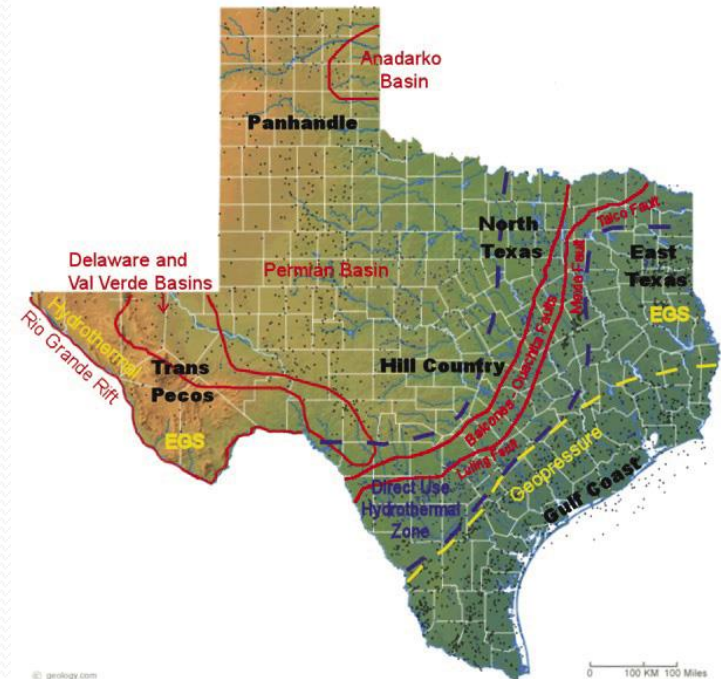 Anadarko
Basin
Panhandle
North
Texas
Talco Fault
East
Texas
Mexia Fault
Delaware and
Val Verde Basins
Permian Basin
EGS
Hydrothermal
Rio Grande Rift
Trans
Pecos
Hill Country
Balcones - Ouachita Faults
EGS
Luling Fault
Geopressure
Direct Use
Hydrothermal
Zone
Gulf Coast
© geology.com
0 100 KM 100 Miles